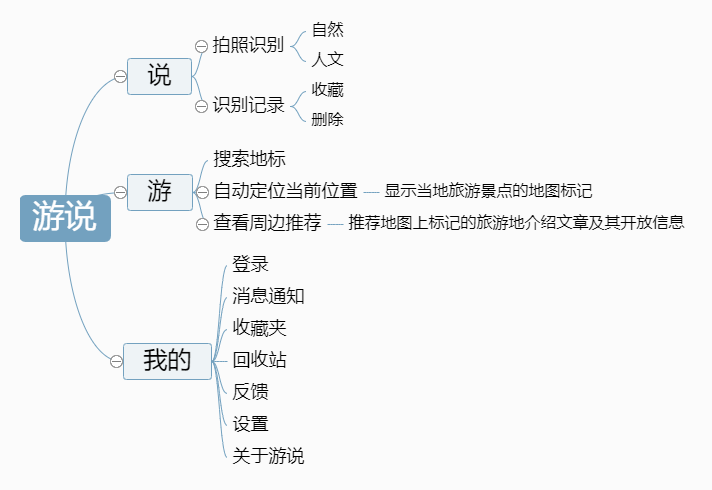 游说
说
拍照识别
自然
人文
识别记录
收藏
删除
游
搜索地标
自动定位当前位置
显示当地旅游景点的地图标记
查看周边推荐
推荐地图上标记的旅游地介绍文章及其开放信息
我的
登录
消息通知
收藏夹
回收站
反馈
设置
关于游说